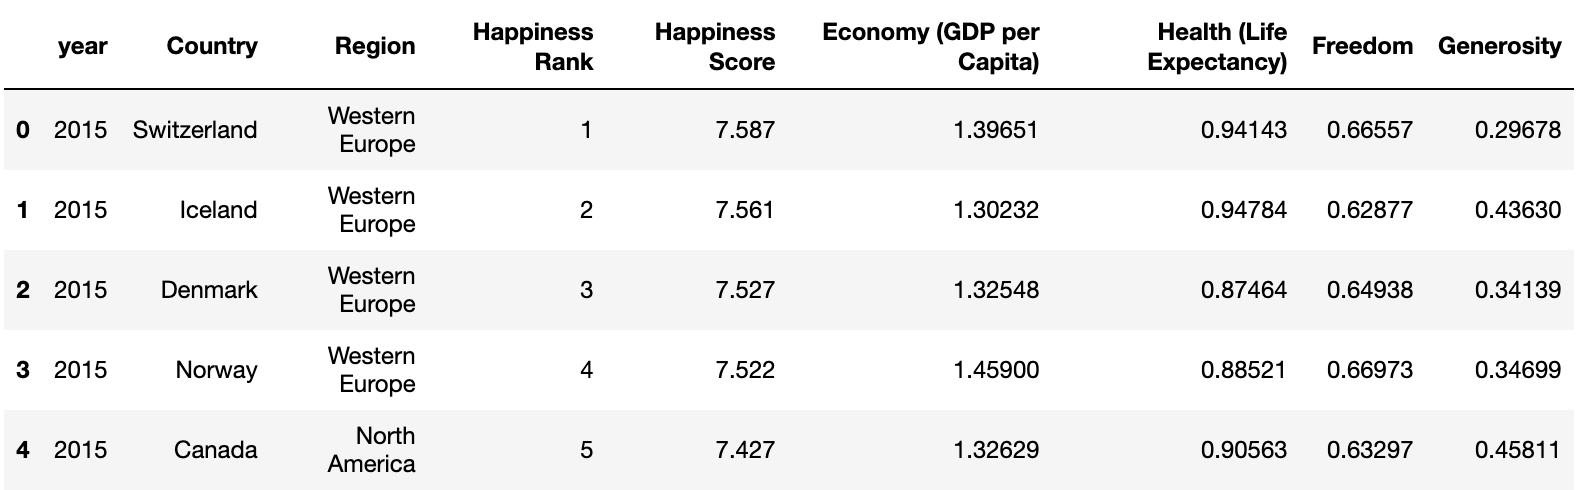 year Country Region Happiness Rank Happiness Score Economy (GDP per Capita) Health (Life Expectancy) Freedom Generosity
0 2015 Switzerland Western Europe 1 7.587 1.39651 0.94143 0.66557 0.29678
1 2015 Iceland Western Europe 2 7.561 1.30232 0.94784 0.62877 0.43630
2 2015 Denmark Western Europe 3 7.527 1.32548 0.87464 0.64938 0.34139
3 2015 Norway Western Europe 4 7.522 1.45900 0.88521 0.66973 0.34699
4 2015 Canada North America 5 7.427 1.32629 0.90563 0.63297 0.45811